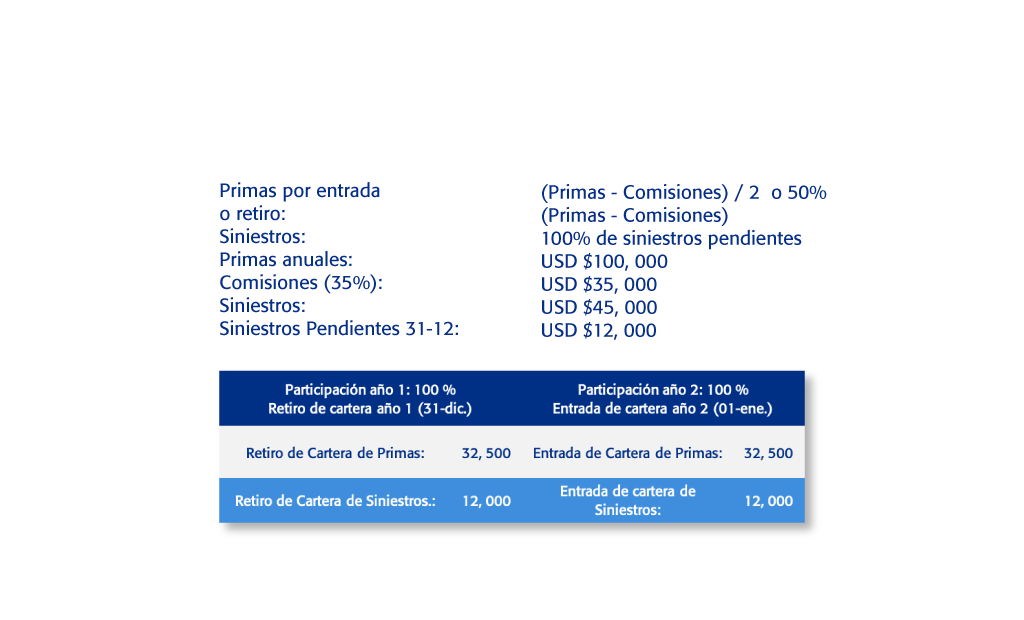 Primas por entrada
o retiro:
Siniestros:
Primas anuales:
Comisiones (35%):
Siniestros:
Siniestros Pendientes 31-12:
(Primas - Comisiones) / 2 o 50%
(Primas - Comisiones)
100% de siniestros pendientes
USD $100, 000
USD $35, 000
USD $45, 000
USD $12, 000
Participación año 1: 100 %
Retiro de cartera año 1 (31-dic.)
Participación año 2: 100 %
Entrada de cartera año 2 (01-ene.)
Retiro de Cartera de Primas: 32, 500 Entrada de Cartera de Primas: 32, 500
Retiro de Cartera de Siniestros.: 12, 000
Entrada de cartera de
Siniestros:
12, 000